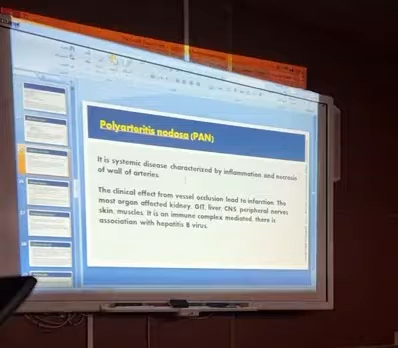 Polyarteritis nodosa (PAN)
It is systemic disease characterized by inflammation and necrosis
of wall of arteries.
The clinical effect from vessel occlusion lead to infarction. The
most organ affected kidney, GIT, liver, CNS, peripheral nerves
skin, muscles. It is an immune complex mediated, there is
association with hepatitis B virus.